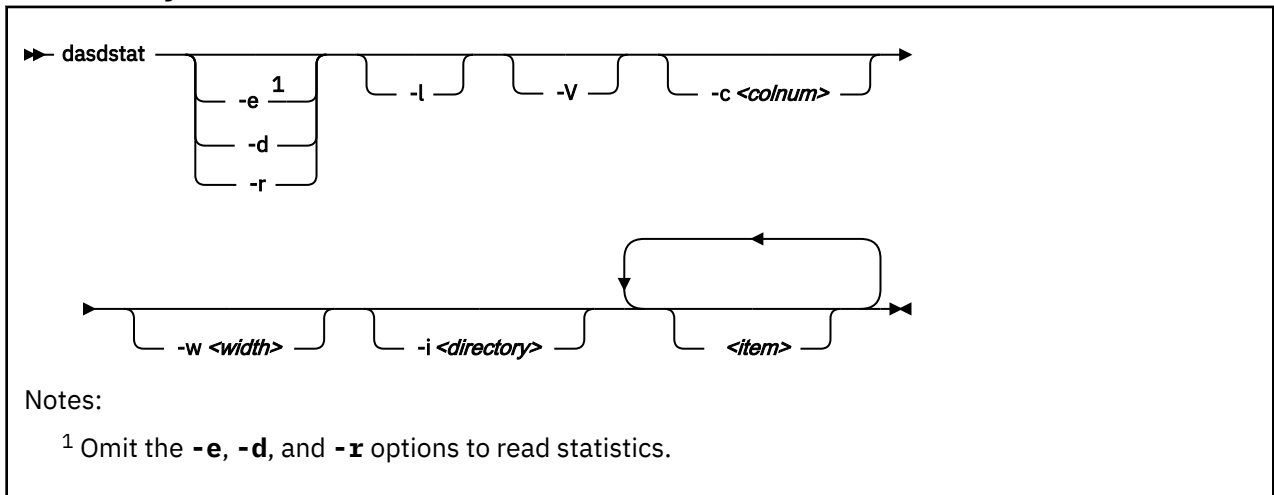 dasdstat
1
-e
-l
-V
-c <colnum>
-d
-r
-w <width>
-i <directory>
<item>
Notes:
1 Omit the -e, -d, and -r options to read statistics.